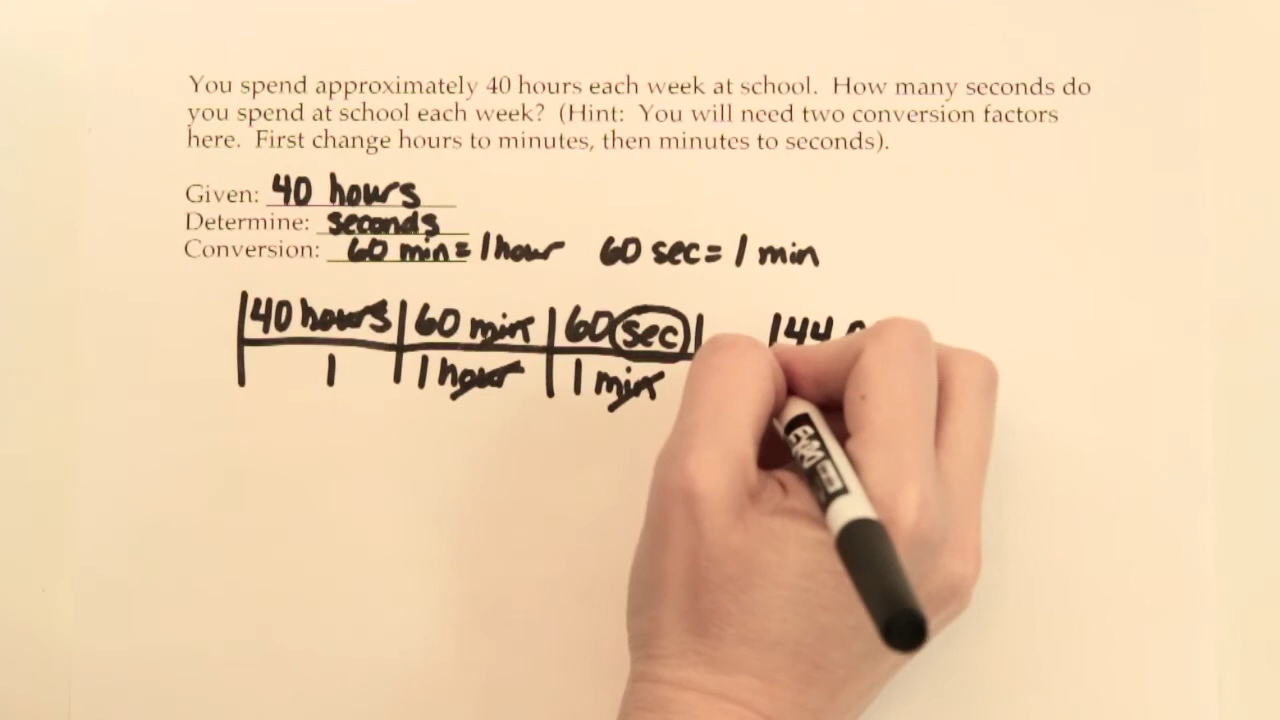 You spend approximately 40 hours each week at school. How many seconds do
you spend at school each week? (Hint: You will need two conversion factors
here. First change hours to minutes, then minutes to seconds).
Given: 40 hours
Determine: seconds
Conversion: 60 min = 1 hour 60 sec = 1 min
40 hours 60 min 60 sec 144
1 1 hour 1 min